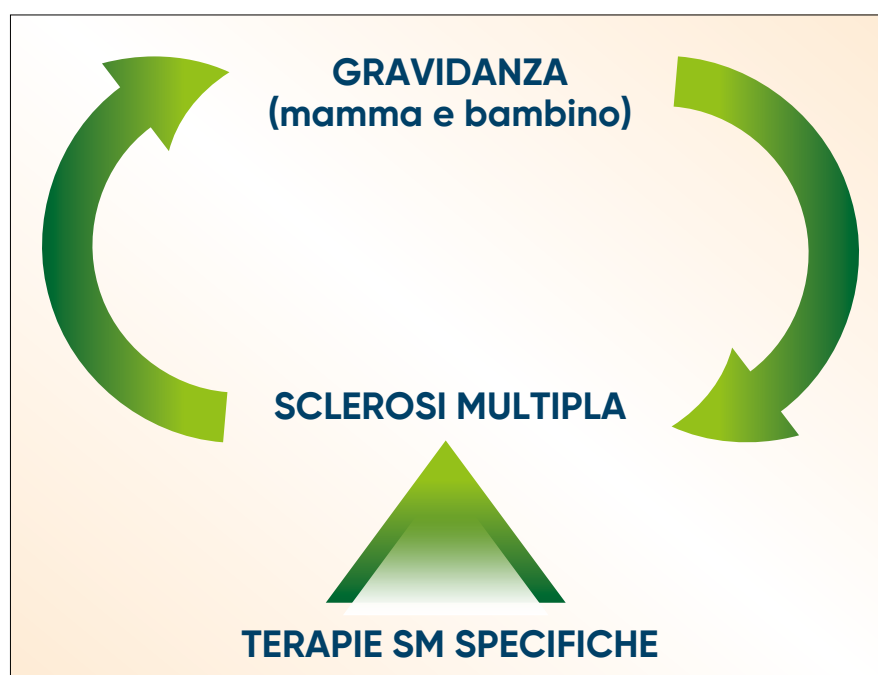 GRAVIDANZA
(mamma e bambino)
SCLEROSI MULTIPLA
TERAPIE SM SPECIFICHE